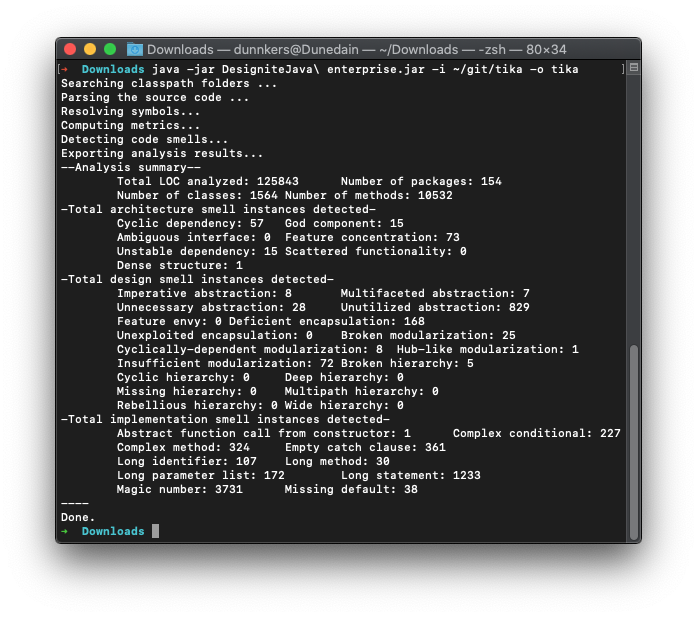 Downloads — dunnkers@Dunedain — ~/Downloads — -zsh — 80×34
[→ Downloads java -jar DesigniteJava\ enterprise.jar -i ~/git/tika -o tika ]
Searching classpath folders ...
Parsing the source code ...
Resolving symbols...
Computing metrics...
Detecting code smells...
Exporting analysis results...
--Analysis summary--
Total LOC analyzed: 125843 Number of packages: 154
Number of classes: 1564 Number of methods: 10532
-Total architecture smell instances detected-
Cyclic dependency: 57 God component: 15
Ambiguous interface: 0 Feature concentration: 73
Unstable dependency: 15 Scattered functionality: 0
Dense structure: 1
-Total design smell instances detected-
Imperative abstraction: 8 Multifaceted abstraction: 7
Unnecessary abstraction: 28 Unutilized abstraction: 829
Feature envy: 0 Deficient encapsulation: 168
Unexploited encapsulation: 0 Broken modularization: 25
Cyclically-dependent modularization: 8 Hub-like modularization: 1
Insufficient modularization: 72 Broken hierarchy: 5
Cyclic hierarchy: 0 Deep hierarchy: 0
Missing hierarchy: 0 Multipath hierarchy: 0
Rebellious hierarchy: 0 Wide hierarchy: 0
-Total implementation smell instances detected-
Abstract function call from constructor: 1 Complex conditional: 227
Complex method: 324 Empty catch clause: 361
Long identifier: 107 Long method: 30
Long parameter list: 172 Long statement: 1233
Magic number: 3731 Missing default: 38
----
Done.
→ Downloads